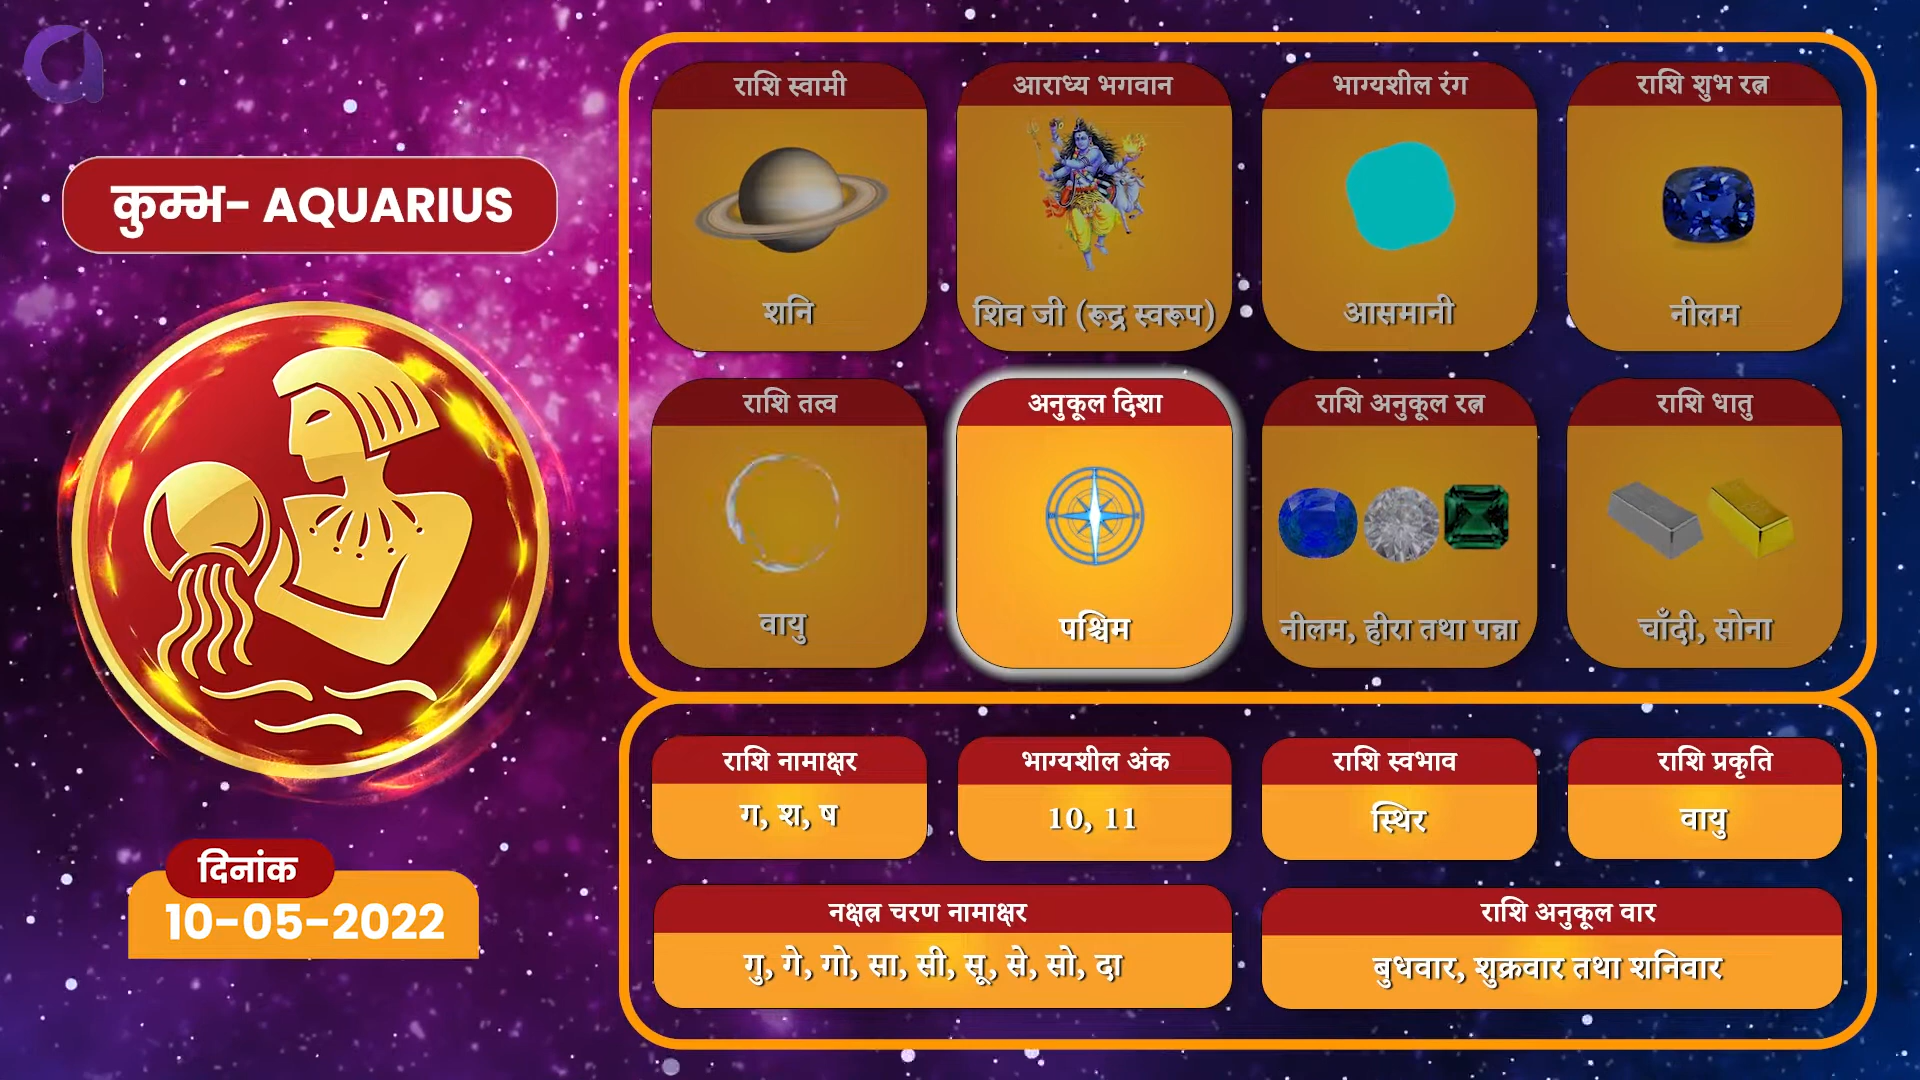 कुम्भ- AQUARIUS
राशि स्वामी
शनि
आराध्य भगवान
शिव जी (रूद्र स्वरूप)
भाग्यशील रंग
आसमानी
राशि शुभ रत्न
नीलम
राशि तत्व
वायु
अनुकूल दिशा
पश्चिम
राशि अनुकूल रत्न
नीलम, हीरा तथा पन्ना
राशि धातु
चाँदी, सोना
राशि नामाक्षर
ग, श, ष
भाग्यशील अंक
10, 11
राशि स्वभाव
स्थिर
राशि प्रकृति
वायु
नक्षत्र चरण नामाक्षर
गु, गे, गो, सा, सी, सू, से, सो, दा
राशि अनुकूल वार
बुधवार, शुक्रवार तथा शनिवार
दिनांक
10-05-2022